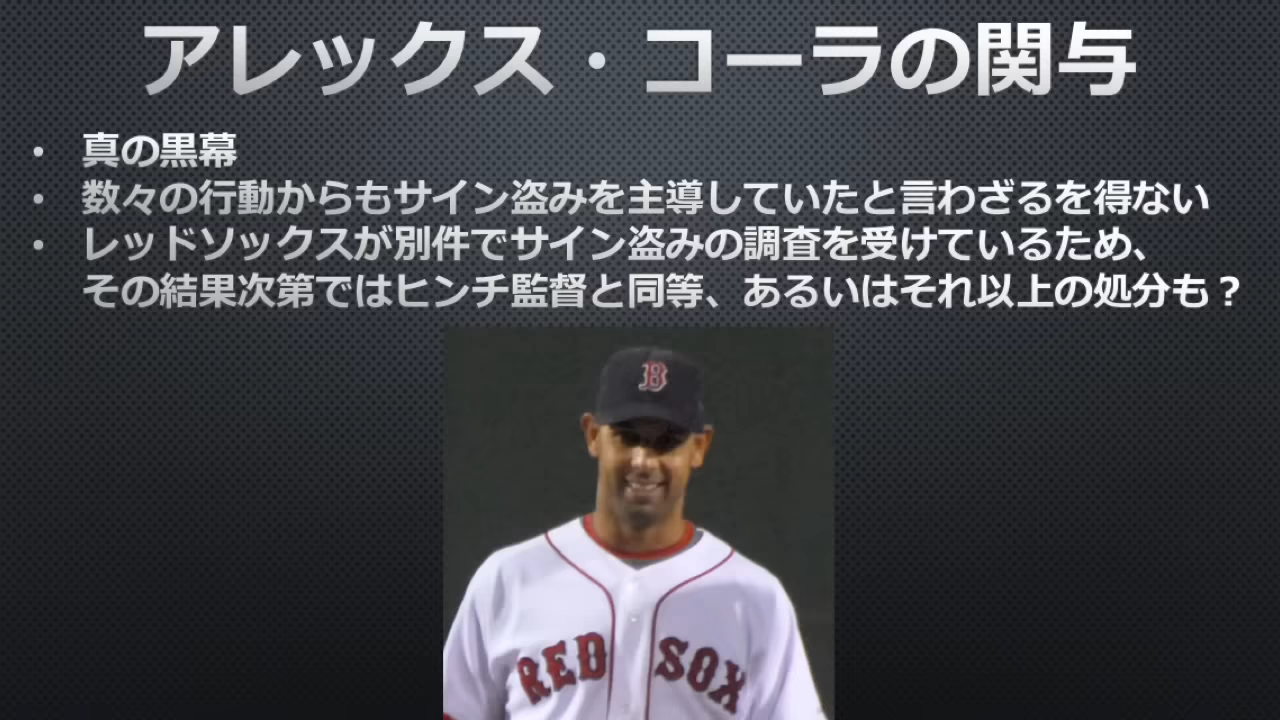 アレックス・コーラの関与
• 真の黒幕
• 数々の行動からもサイン盗みを主導していたと言わざるを得ない
• レッドソックスが別件でサイン盗みの調査を受けているため、
その結果次第ではヒンチ監督と同等、あるいはそれ以上の処分も？
B
RED SOX